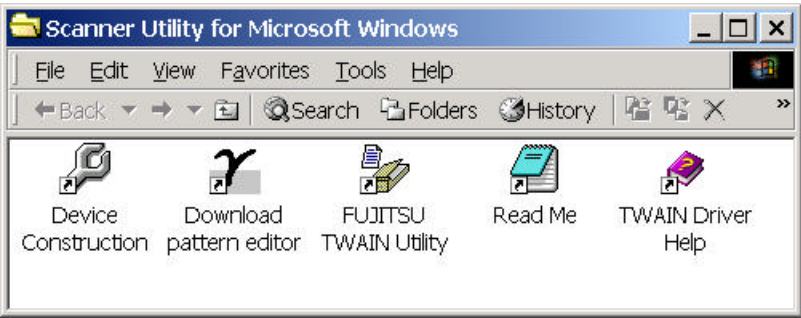 Scanner Utility for Microsoft Windows
File Edit View Favorites Tools Help
Back Search Folders History »
Device Download FUJITSU Read Me TWAIN Driver
Construction pattern editor TWAIN Utility Help